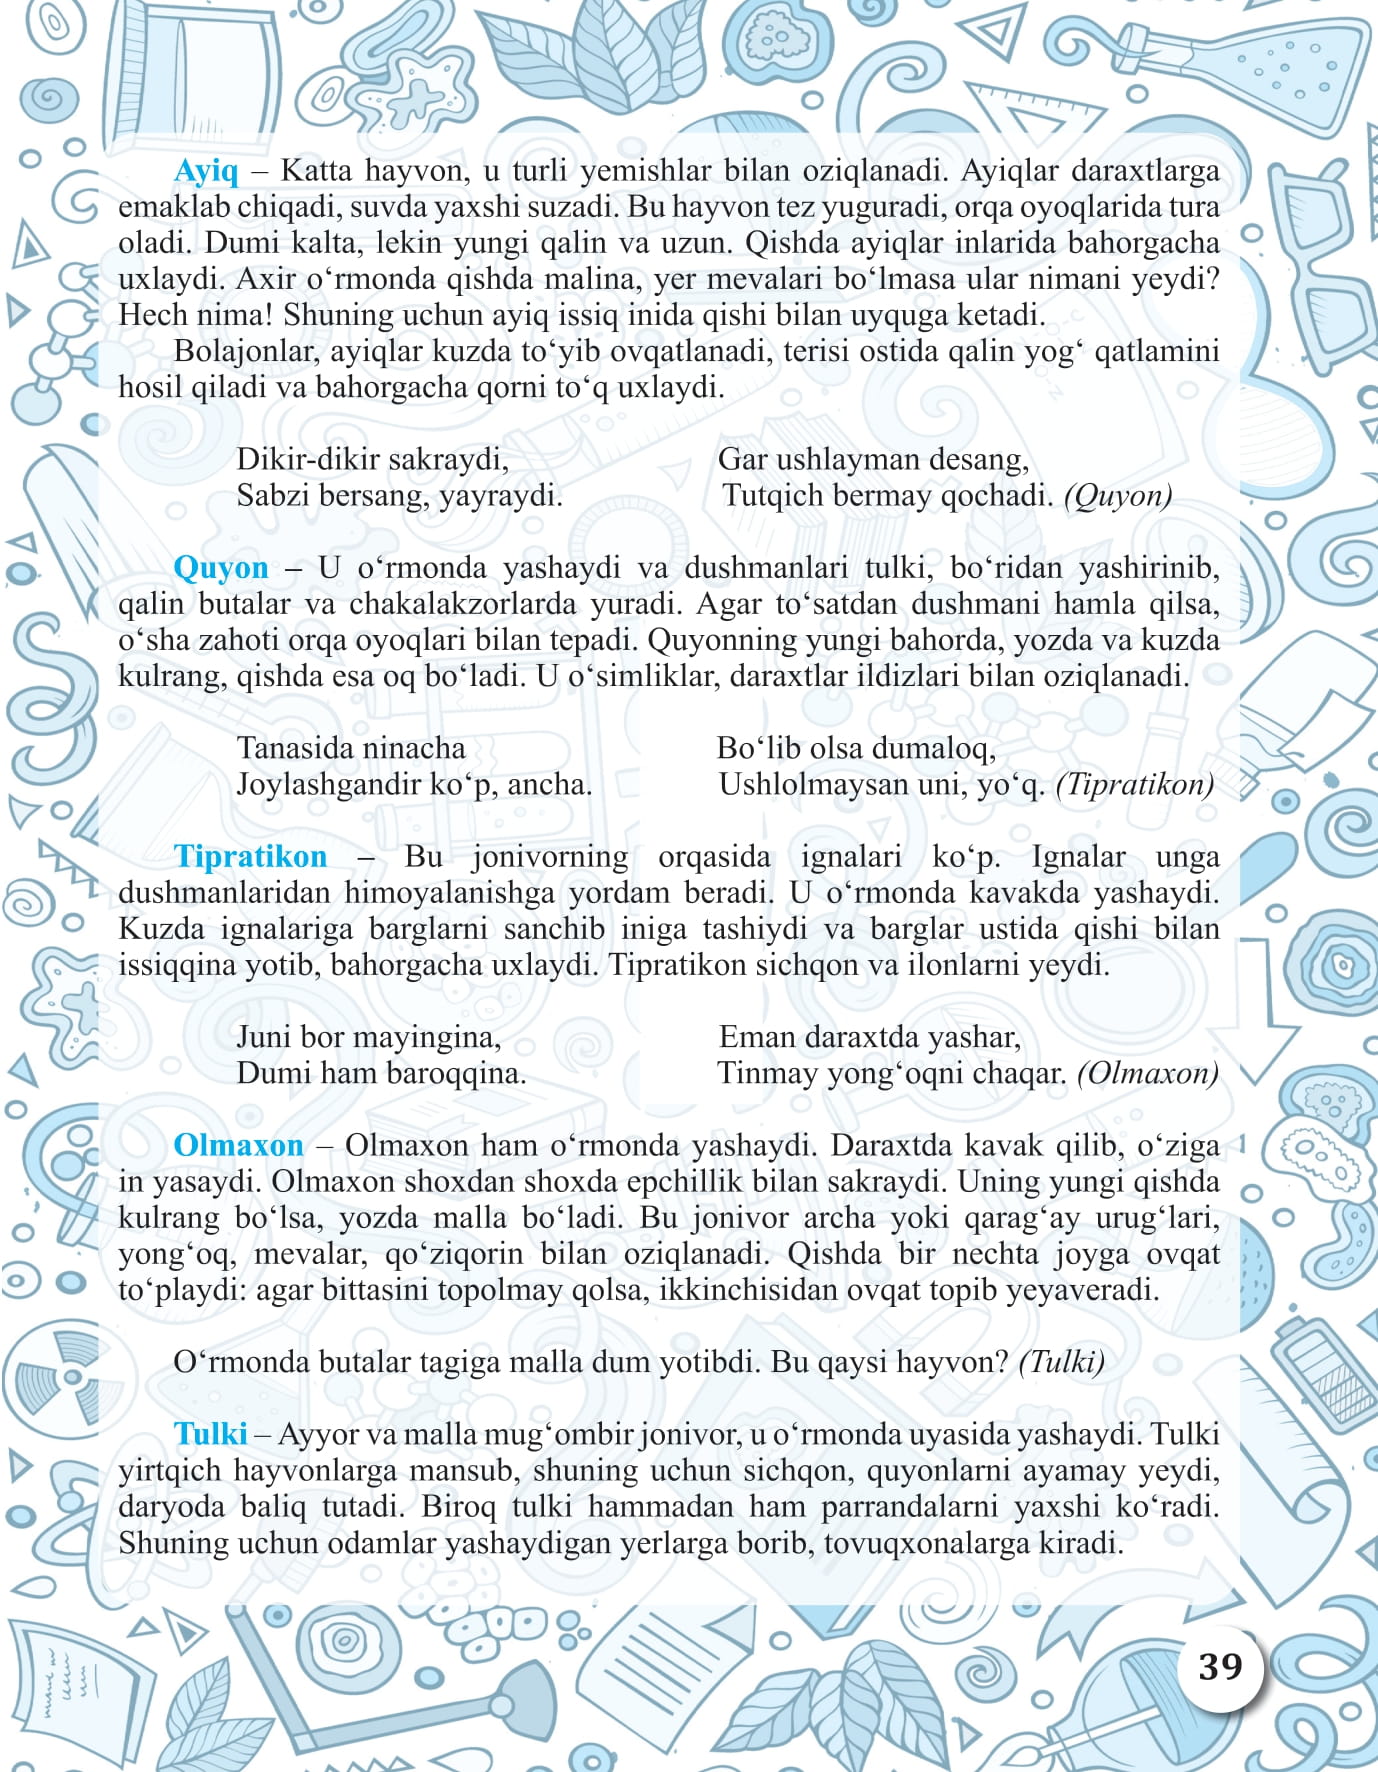 Ayiq – Katta hayvon, u turli yemishlar bilan oziqlanadi. Ayiqlar daraxtlarga
emaklab chiqadi, suvda yaxshi suzadi. Bu hayvon tez yuguradi, orqa oyoqlarida tura
oladi. Dumi kalta, lekin yungi qalin va uzun. Qishda ayiqlar inlarida bahorgacha
uxlaydi. Axir o‘rmonda qishda malina, yer mevalari bo‘lmasa ular nimani yeydi?
Hech nima! Shuning uchun ayiq issiq inida qishi bilan uyquga ketadi.
Bolajonlar, ayiqlar kuzda to‘yib ovqatlanadi, terisi ostida qalin yog‘ qatlamini
hosil qiladi va bahorgacha qorni to‘q uxlaydi.
Dikir-dikir sakraydi,
Sabzi bersang, yayraydi.
Gar ushlayman desang,
Tutqich bermay qochadi. (Quyon)
Quyon – U o‘rmonda yashaydi va dushmanlari tulki, bo‘ridan yashirinib,
qalin butalar va chakalakzorlarda yuradi. Agar to‘satdan dushmani hamla qilsa,
o‘sha zahoti orqa oyoqlari bilan tepadi. Quyonning yungi bahorda, yozda va kuzda
kulrang, qishda esa oq bo‘ladi. U o‘simliklar, daraxtlar ildizlari bilan oziqlanadi.
Tanasida ninacha
Joylashgandir ko‘p, ancha.
Bo‘lib olsa dumaloq,
Ushlolmaysan uni, yo‘q. (Tipratikon)
Tipratikon – Bu jonivorning orqasida ignalari ko‘p. Ignalar unga
dushmanlaridan himoyalanishga yordam beradi. U o‘rmonda kavakda yashaydi.
Kuzda ignalariga barglarni sanchib iniga tashiydi va barglar ustida qishi bilan
issiqqina yotib, bahorgacha uxlaydi. Tipratikon sichqon va ilonlarni yeydi.
Juni bor mayingina,
Dumi ham baroqqina.
Eman daraxtda yashar,
Tinmay yong‘oqni chaqar. (Olmaxon)
Olmaxon – Olmaxon ham o‘rmonda yashaydi. Daraxtda kavak qilib, o‘ziga
in yasaydi. Olmaxon shoxdan shoxda epchillik bilan sakraydi. Uning yungi qishda
kulrang bo‘lsa, yozda malla bo‘ladi. Bu jonivor archa yoki qarag‘ay urug‘lari,
yong‘oq, mevalar, qo‘ziqorin bilan oziqlanadi. Qishda bir nechta joyga ovqat
to‘playdi: agar bittasini topolmay qolsa, ikkinchisidan ovqat topib yeyaveradi.
O‘rmonda butalar tagiga malla dum yotibdi. Bu qaysi hayvon? (Tulki)
Tulki – Ayyor va malla mug‘ombir jonivor, u o‘rmonda uyasida yashaydi. Tulki
yirtqich hayvonlarga mansub, shuning uchun sichqon, quyonlarni ayamay yeydi,
daryoda baliq tutadi. Biroq tulki hammadan ham parrandalarni yaxshi ko‘radi.
Shuning uchun odamlar yashaydigan yerlarga borib, tovuqxonalarga kiradi.
39